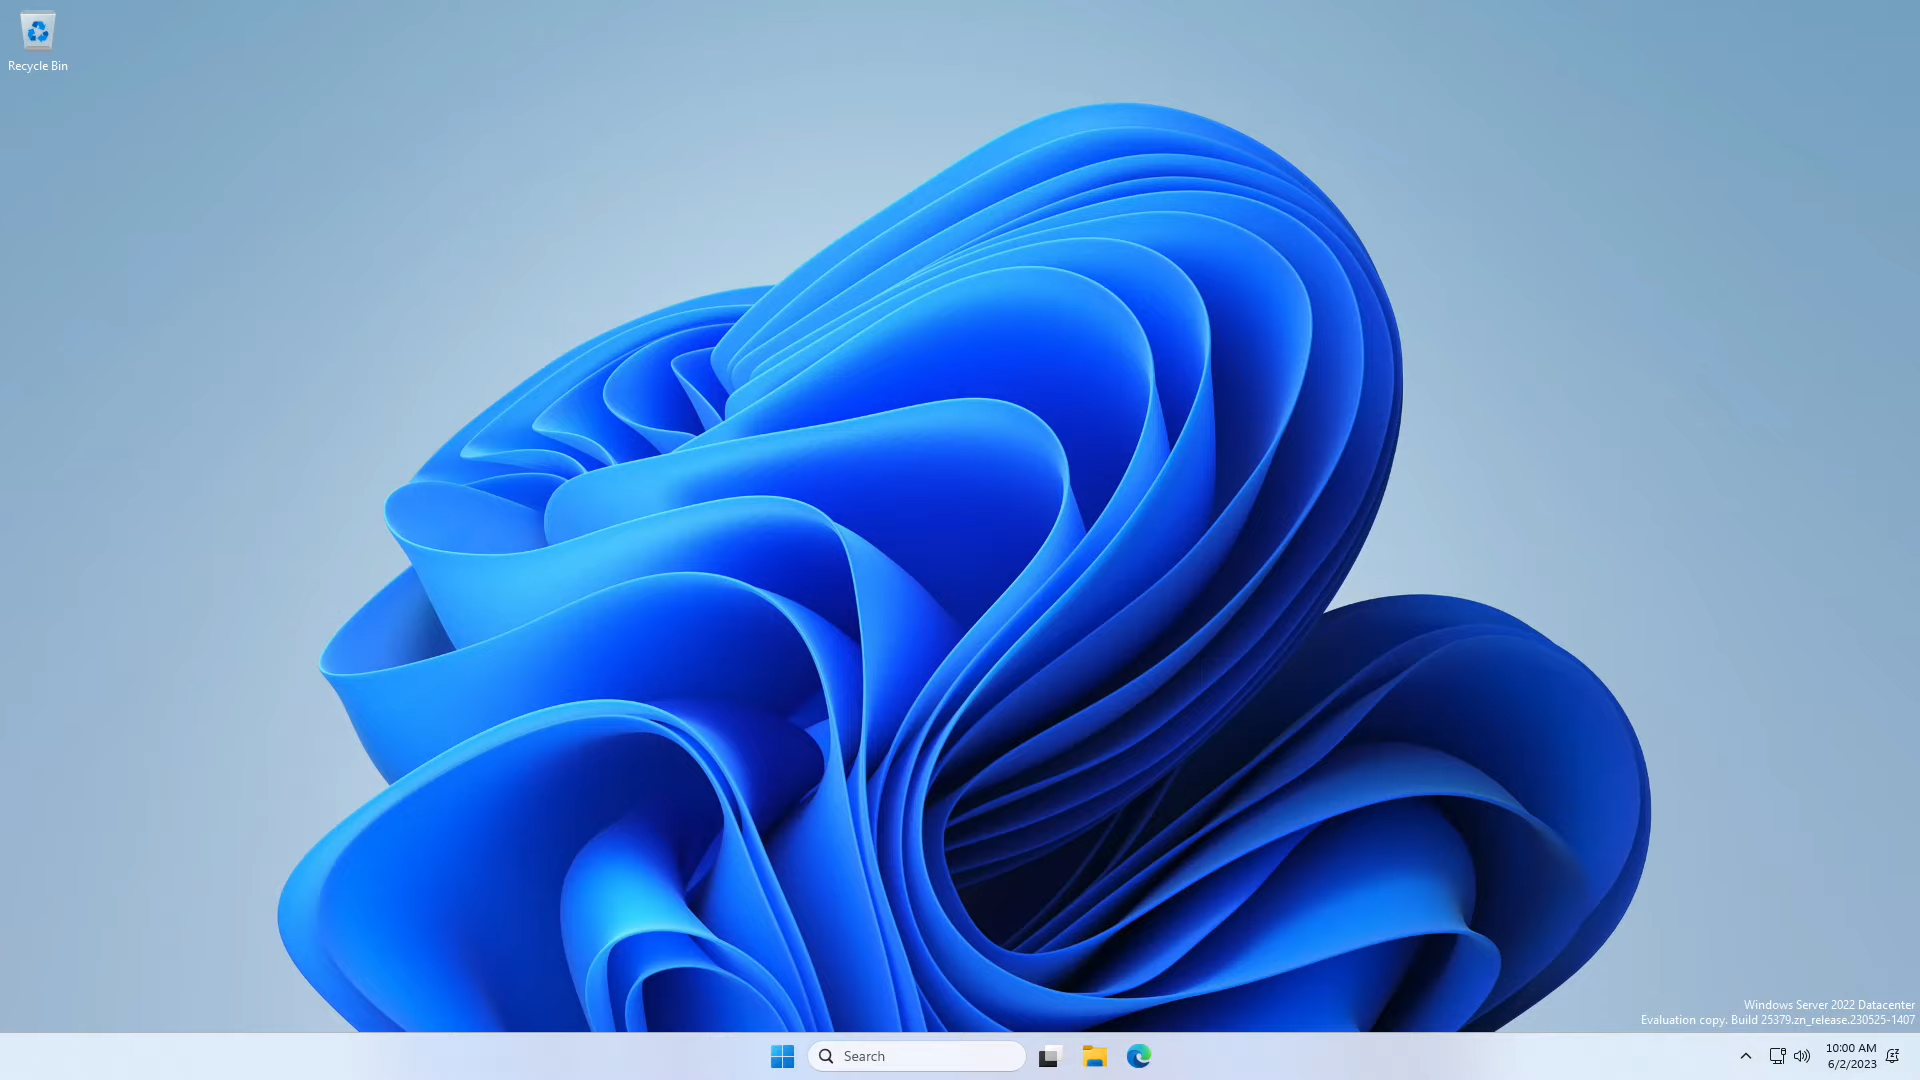 Recycle Bin
Windows Server 2022 Datacenter
Evaluation copy. Build 25379.zn_release.230525-1407
Search
10:00 AM
6/2/2023